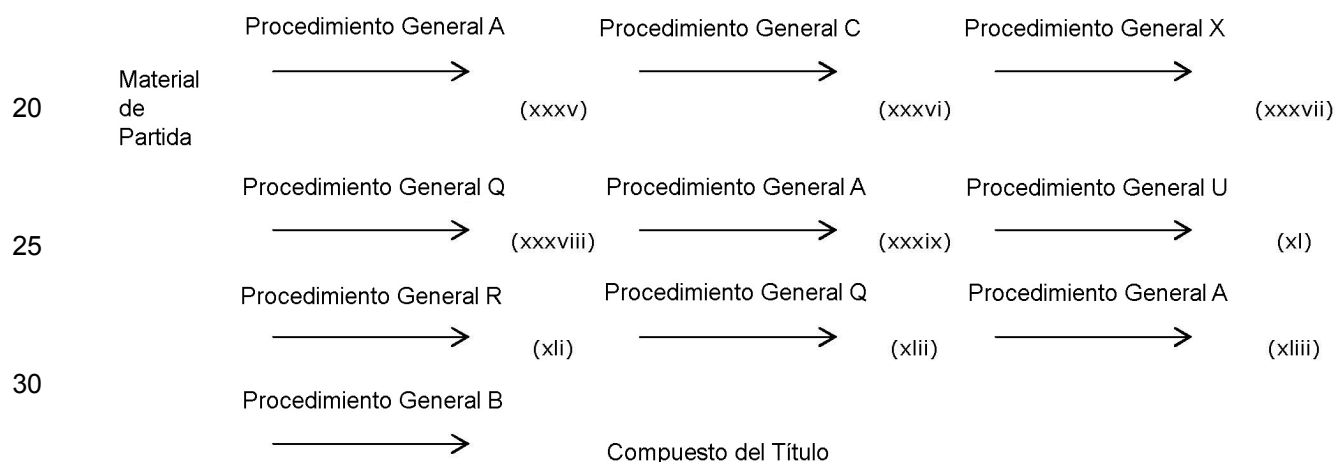 Procedimiento General A Procedimiento General C Procedimiento General X
Material
20 de (xxxv) (xxxvi) (xxxvii)
Partida
Procedimiento General Q Procedimiento General A Procedimiento General U
25 (xxxviii) (xxxix) (xl)
Procedimiento General R Procedimiento General Q Procedimiento General A
(xli) (xlii) (xliii)
30
Procedimiento General B
Compuesto del Título